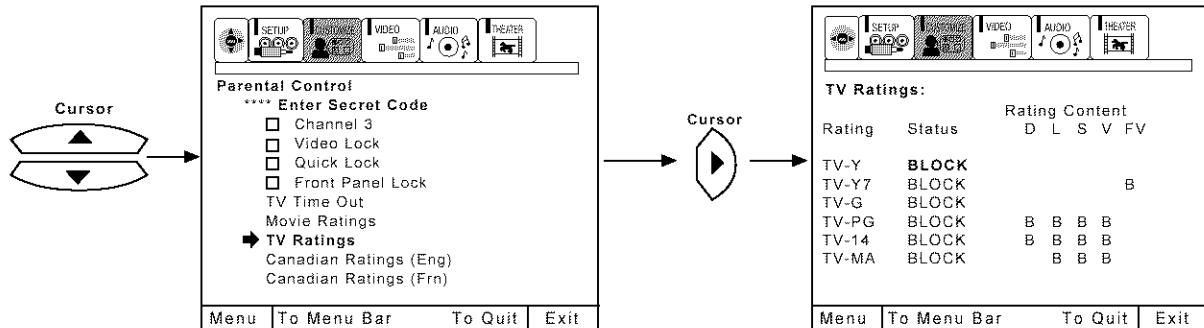 Cursor
SETUP CUSTOMIZE VIDEO AUDIO THEATER
Parental Control
**** Enter Secret Code
Channel 3
Video Lock
Quick Lock
Front Panel Lock
TV Time Out
Movie Ratings
TV Ratings
Canadian Ratings (Eng)
Canadian Ratings (Frn)
Menu To Menu Bar To Quit Exit
Cursor
SETUP CUSTOMIZE VIDEO AUDIO THEATER
TV Ratings:
Rating Content
Rating Status D L S V FV
TV-Y BLOCK
TV-Y7 BLOCK B
TV-G BLOCK
TV-PG BLOCK B B B B
TV-14 BLOCK B B B B
TV-MA BLOCK B B B
Menu To Menu Bar To Quit Exit